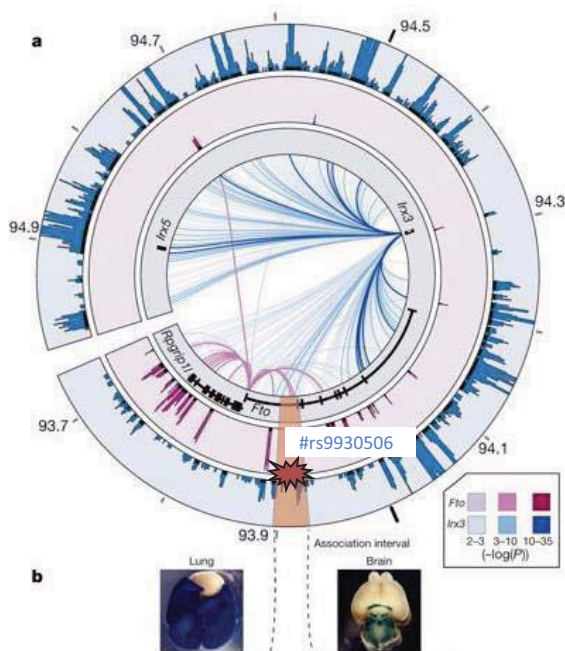 a
94.7
94.5
94.9
94.3
Irx5
Irx3
Rpgrip1l
Fto
#rs9930506
93.7
94.1
93.9
Fto
Irx3
2–3 3–10 10–35
(–log(P))
Association interval
b
Lung
Brain